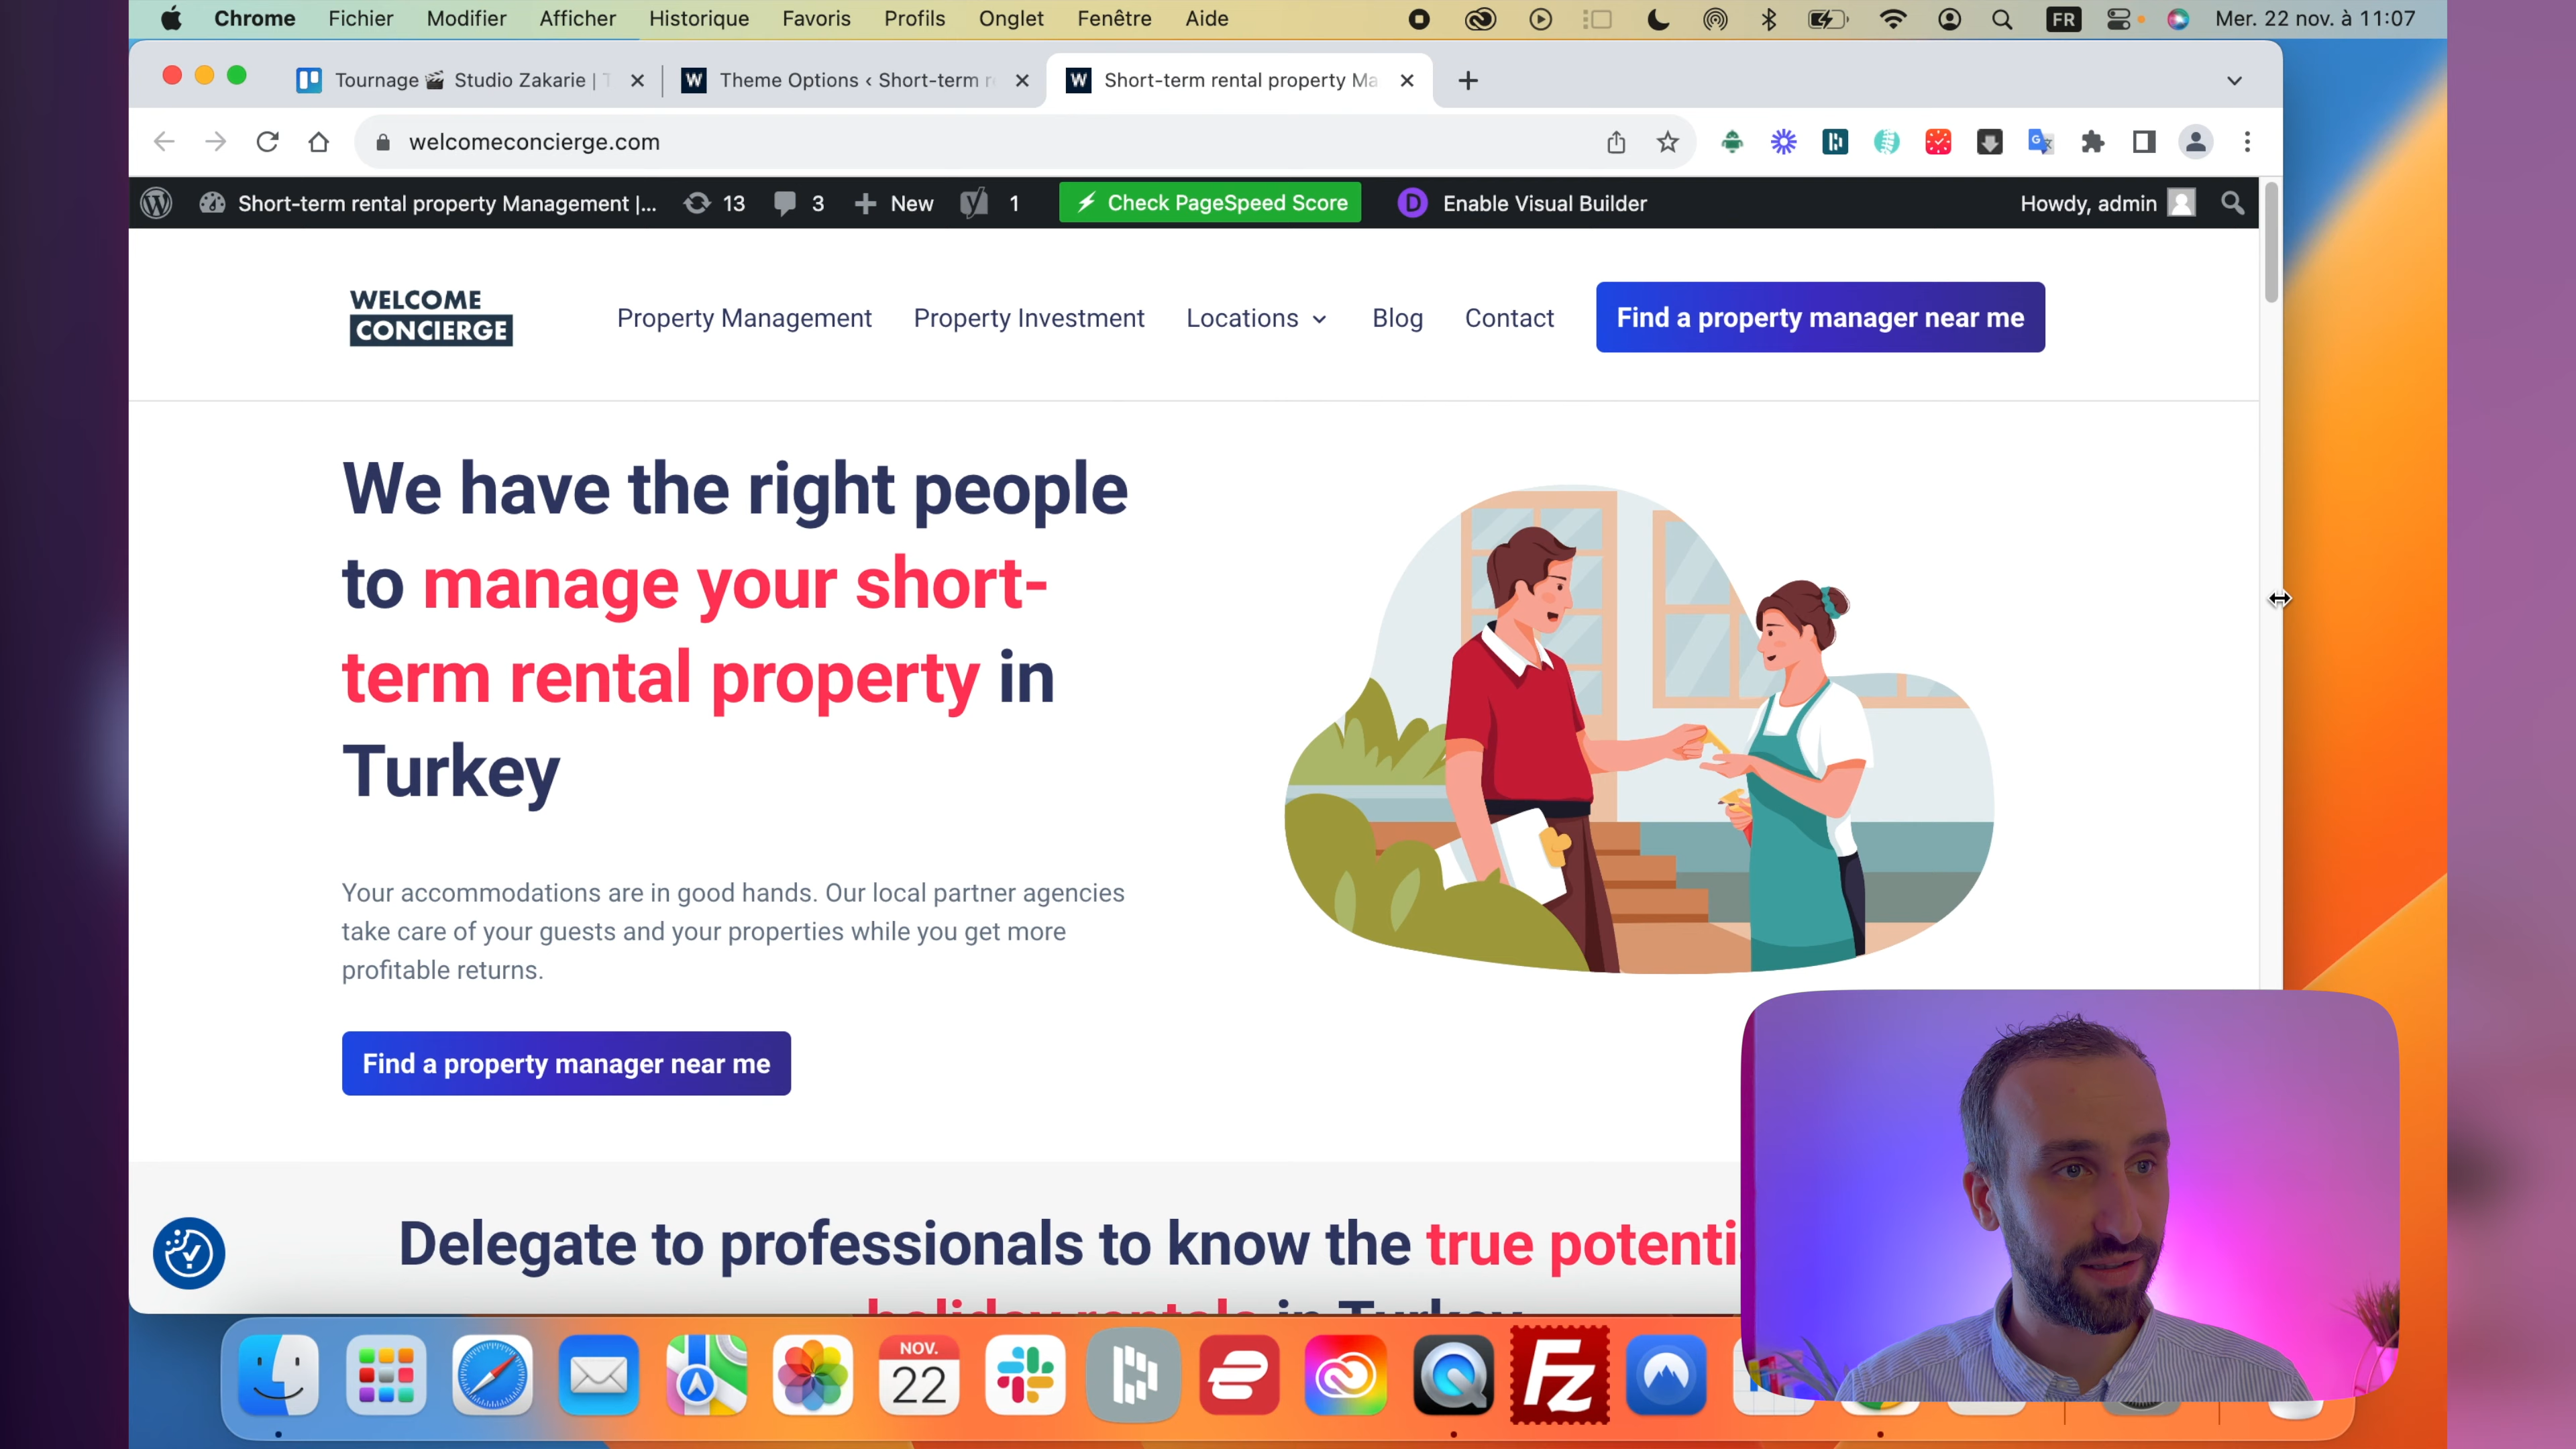 Chrome Fichier Modifier Afficher Historique Favoris Profils Onglet Fenêtre Aide FR Mer. 22 nov. à 11:07
Tournage 🎬 Studio Zakarie | Theme Options ‹ Short-term Short-term rental property
welcomeconcierge.com
Short-term rental property Management |... 13 3 New 1 Check PageSpeed Score D Enable Visual Builder Howdy, admin
WELCOME
CONCIERGE
Property Management Property Investment Locations Blog Contact Find a property manager near me
We have the right people
to manage your short-
term rental property in
Turkey
Your accommodations are in good hands. Our local partner agencies
take care of your guests and your properties while you get more
profitable returns.
Find a property manager near me
Delegate to professionals to know the true
holiday rentals in Turkey
NOV.
22
Fz